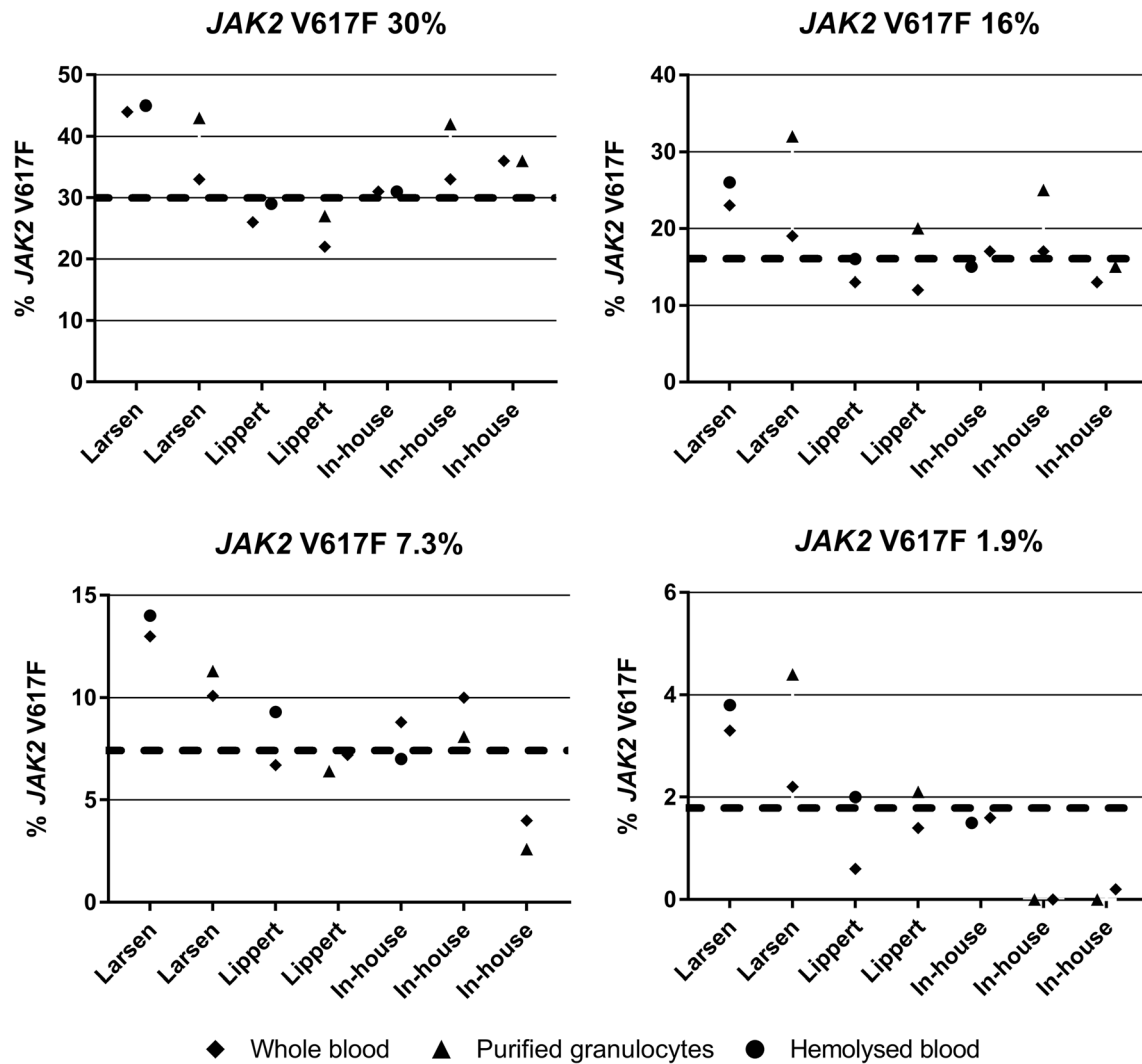 JAK2 V617F 30%
% JAK2 V617F
50
40
30
20
10
0
Larsen
Larsen
Lippert
Lippert
In-house
In-house
In-house
JAK2 V617F 16%
% JAK2 V617F
40
30
20
10
0
Larsen
Larsen
Lippert
Lippert
In-house
In-house
In-house
JAK2 V617F 7.3%
% JAK2 V617F
15
10
5
0
Larsen
Larsen
Lippert
Lippert
In-house
In-house
In-house
JAK2 V617F 1.9%
% JAK2 V617F
6
4
2
0
Larsen
Larsen
Lippert
Lippert
In-house
In-house
In-house
Whole blood Purified granulocytes Hemolysed blood